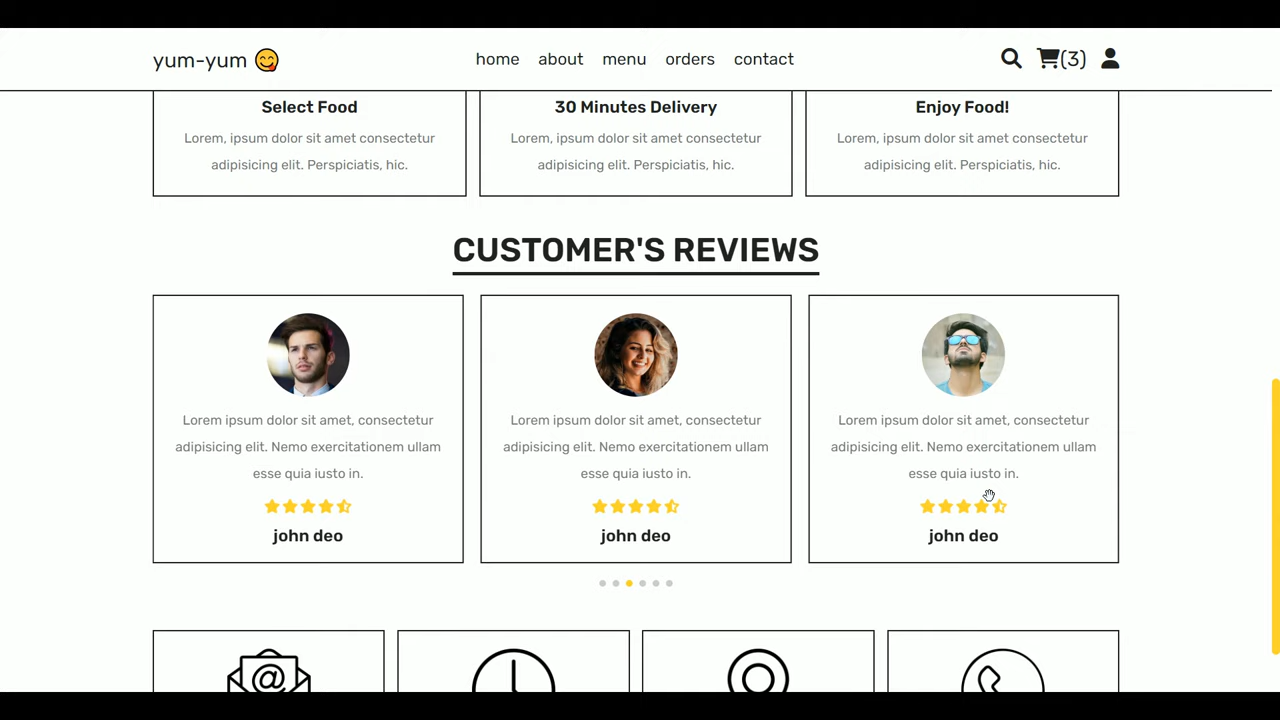 yum-yum 😋
home about menu orders contact
(3)
Select Food
Lorem, ipsum dolor sit amet consectetur
adipisicing elit. Perspiciatis, hic.
30 Minutes Delivery
Lorem, ipsum dolor sit amet consectetur
adipisicing elit. Perspiciatis, hic.
Enjoy Food!
Lorem, ipsum dolor sit amet consectetur
adipisicing elit. Perspiciatis, hic.
CUSTOMER'S REVIEWS
Lorem ipsum dolor sit amet, consectetur
adipisicing elit. Nemo exercitationem ullam
esse quia iusto in.
john deo
Lorem ipsum dolor sit amet, consectetur
adipisicing elit. Nemo exercitationem ullam
esse quia iusto in.
john deo
Lorem ipsum dolor sit amet, consectetur
adipisicing elit. Nemo exercitationem ullam
esse quia iusto in.
john deo
@